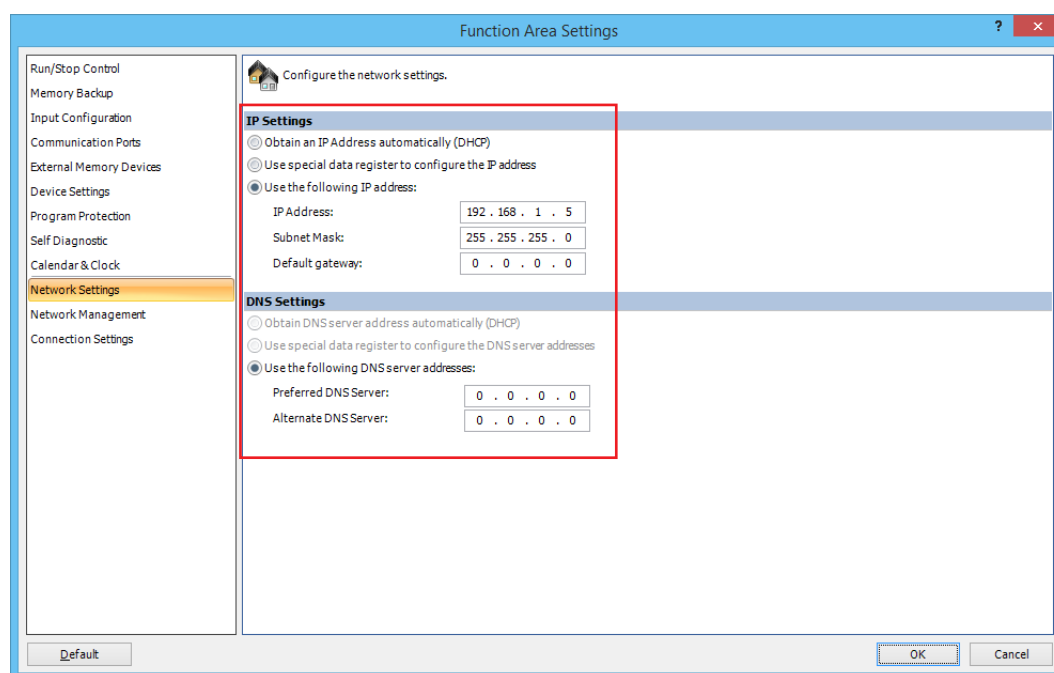 Function Area Settings
?
Run/Stop Control
Memory Backup
Input Configuration
Communication Ports
External Memory Devices
Device Settings
Program Protection
Self Diagnostic
Calendar & Clock
Network Settings
Network Management
Connection Settings
Configure the network settings.
IP Settings
Obtain an IP Address automatically (DHCP)
Use special data register to configure the IP address
Use the following IP address:
IP Address: 192 . 168 . 1 . 5
Subnet Mask: 255 . 255 . 255 . 0
Default gateway: 0 . 0 . 0 . 0
DNS Settings
Obtain DNS server address automatically (DHCP)
Use special data register to configure the DNS server addresses
Use the following DNS server addresses:
Preferred DNS Server: 0 . 0 . 0 . 0
Alternate DNS Server: 0 . 0 . 0 . 0
Default
OK
Cancel